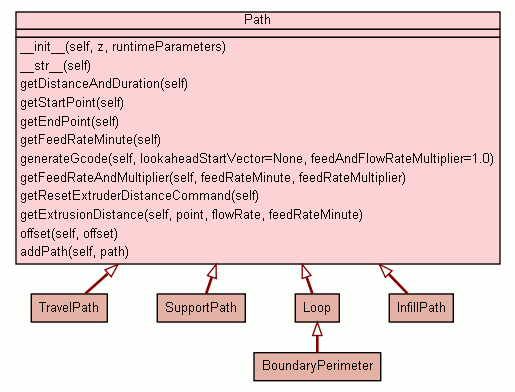 Path
__init__(self, z, runtimeParameters)
__str__(self)
getDistanceAndDuration(self)
getStartPoint(self)
getEndPoint(self)
getFeedRateMinute(self)
generateGcode(self, lookaheadStartVector=None, feedAndFlowRateMultiplier=1.0)
getFeedRateAndMultiplier(self, feedRateMinute, feedRateMultiplier)
getResetExtruderDistanceCommand(self)
getExtrusionDistance(self, point, flowRate, feedRateMinute)
offset(self, offset)
addPath(self, path)
TravelPath
SupportPath
Loop
InfillPath
BoundaryPerimeter